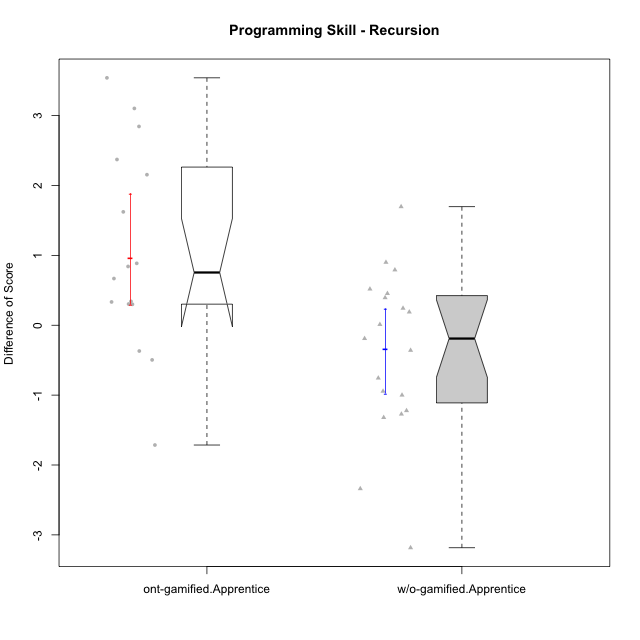 Programming Skill - Recursion
Difference of Score
3
2
1
0
-1
-2
-3
ont-gamified.Apprentice
w/o-gamified.Apprentice